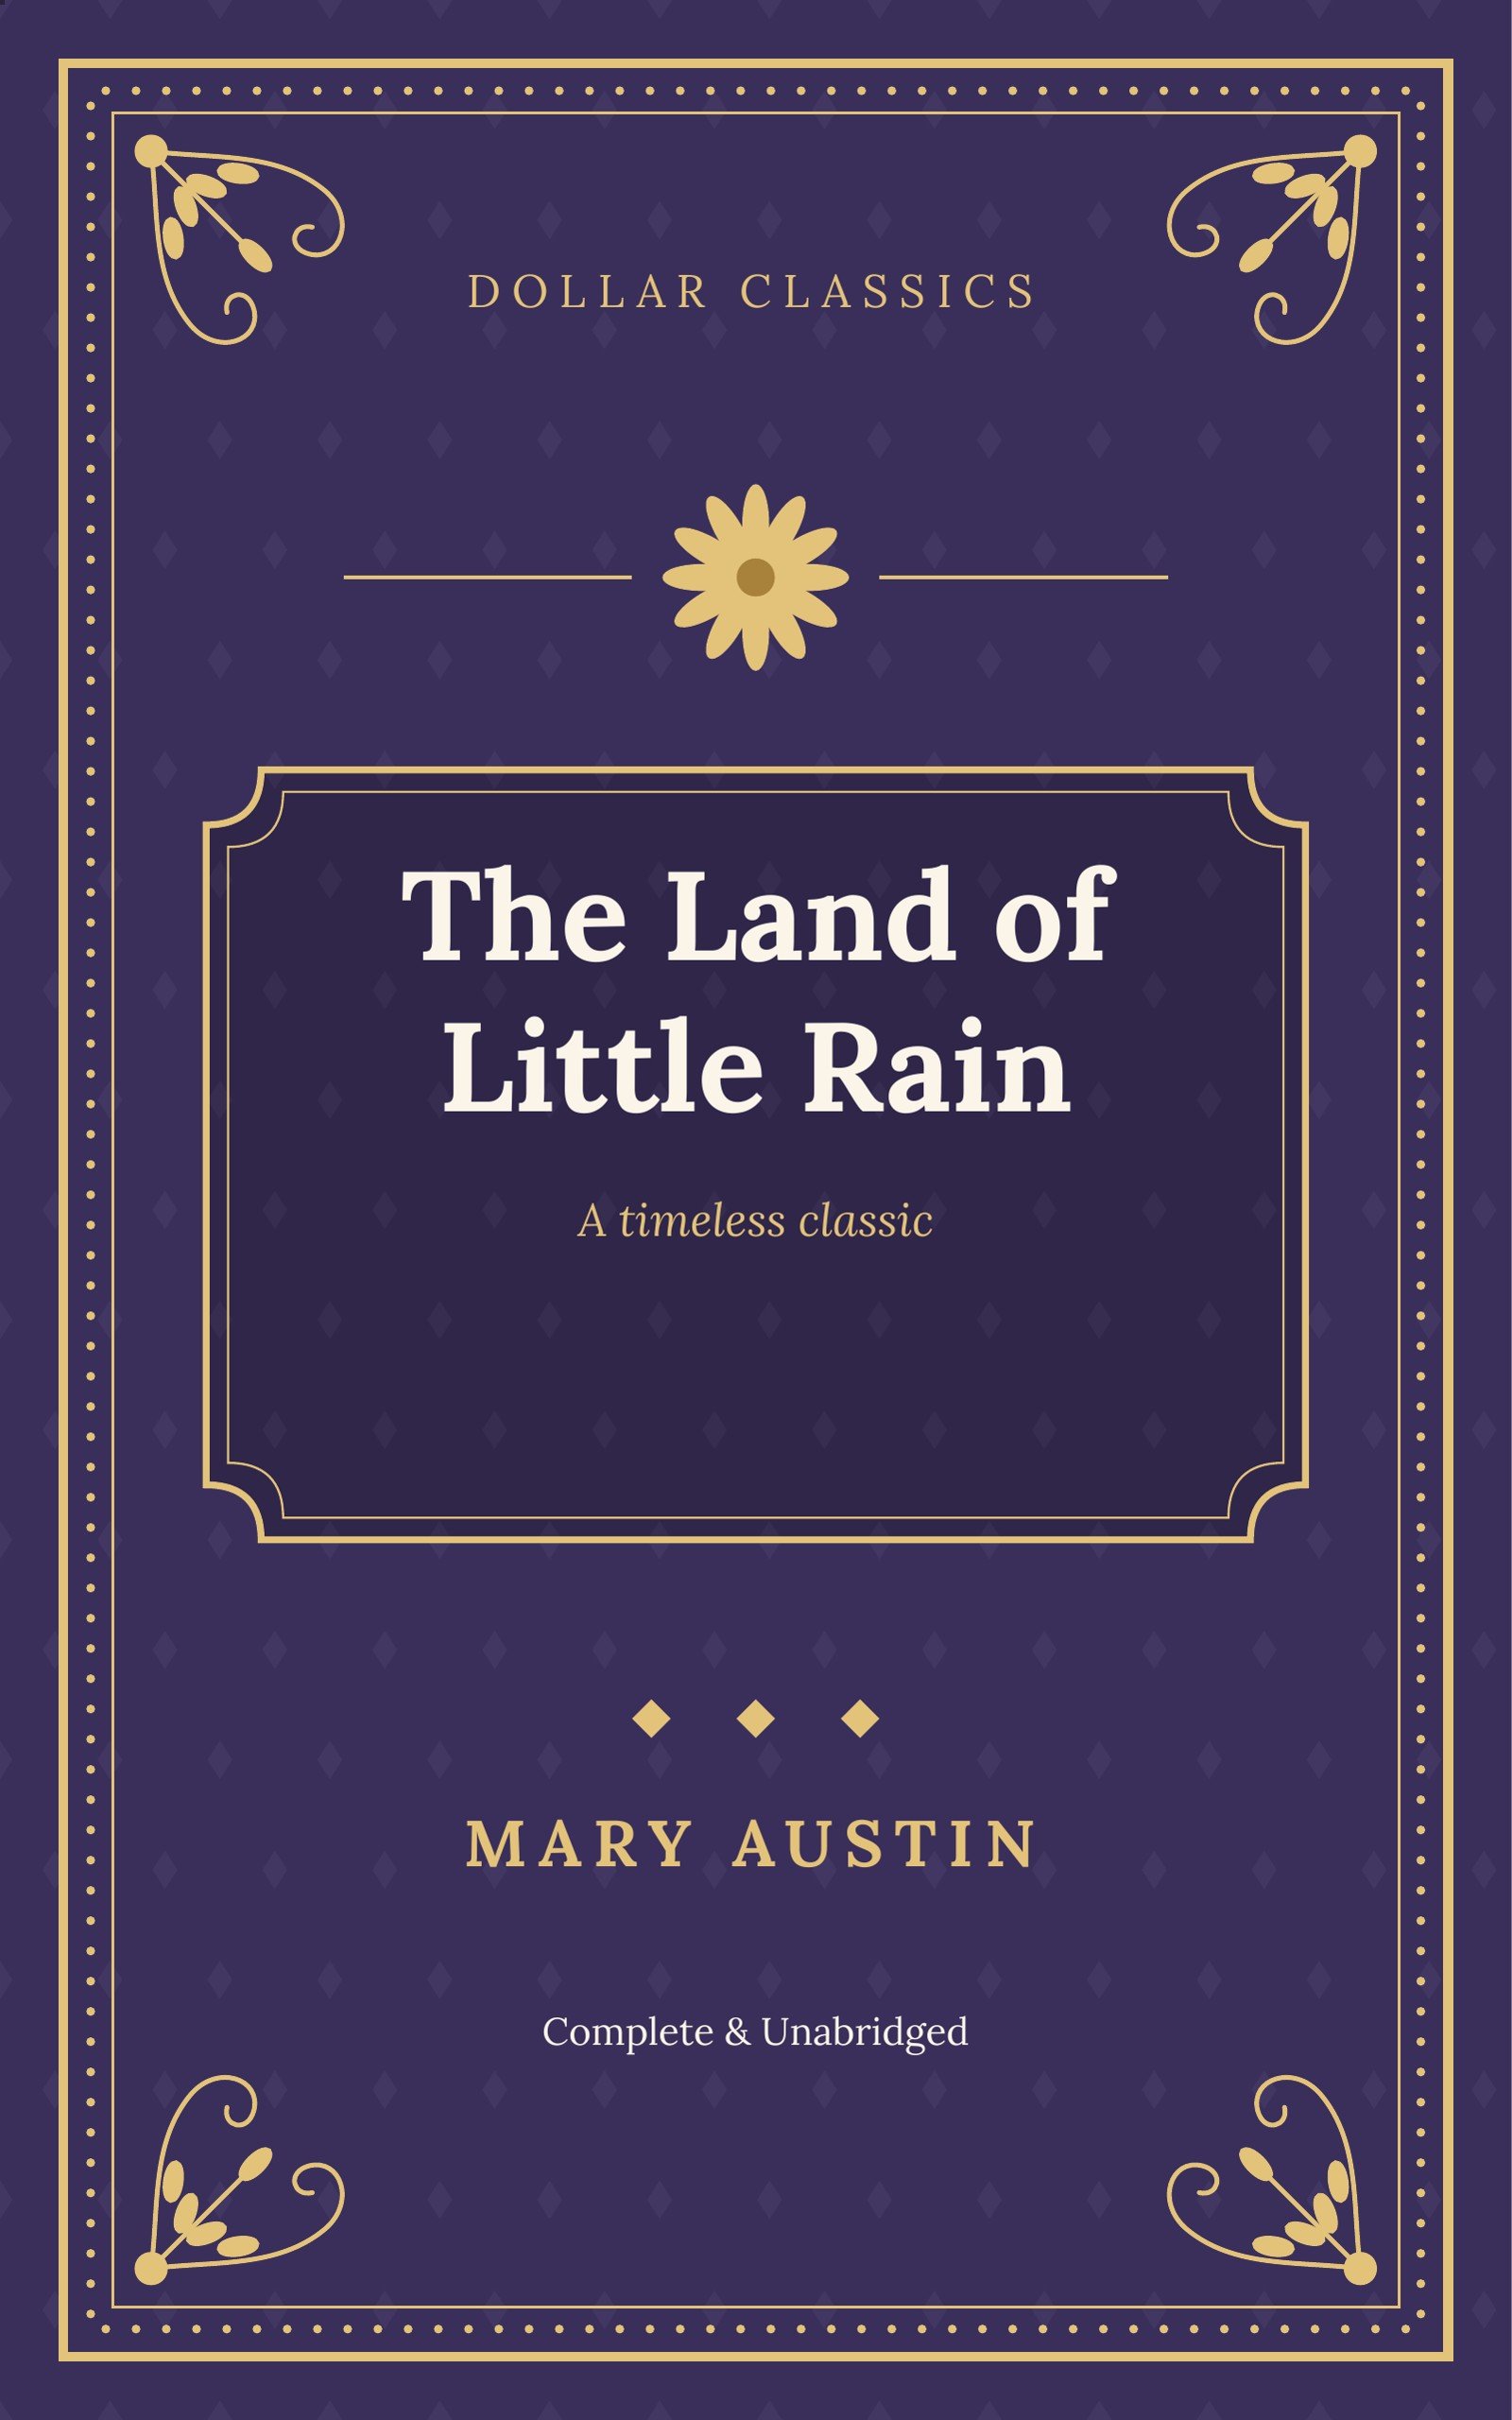 DOLLAR CLASSICS
The Land of
Little Rain
A timeless classic
MARY AUSTIN
Complete & Unabridged